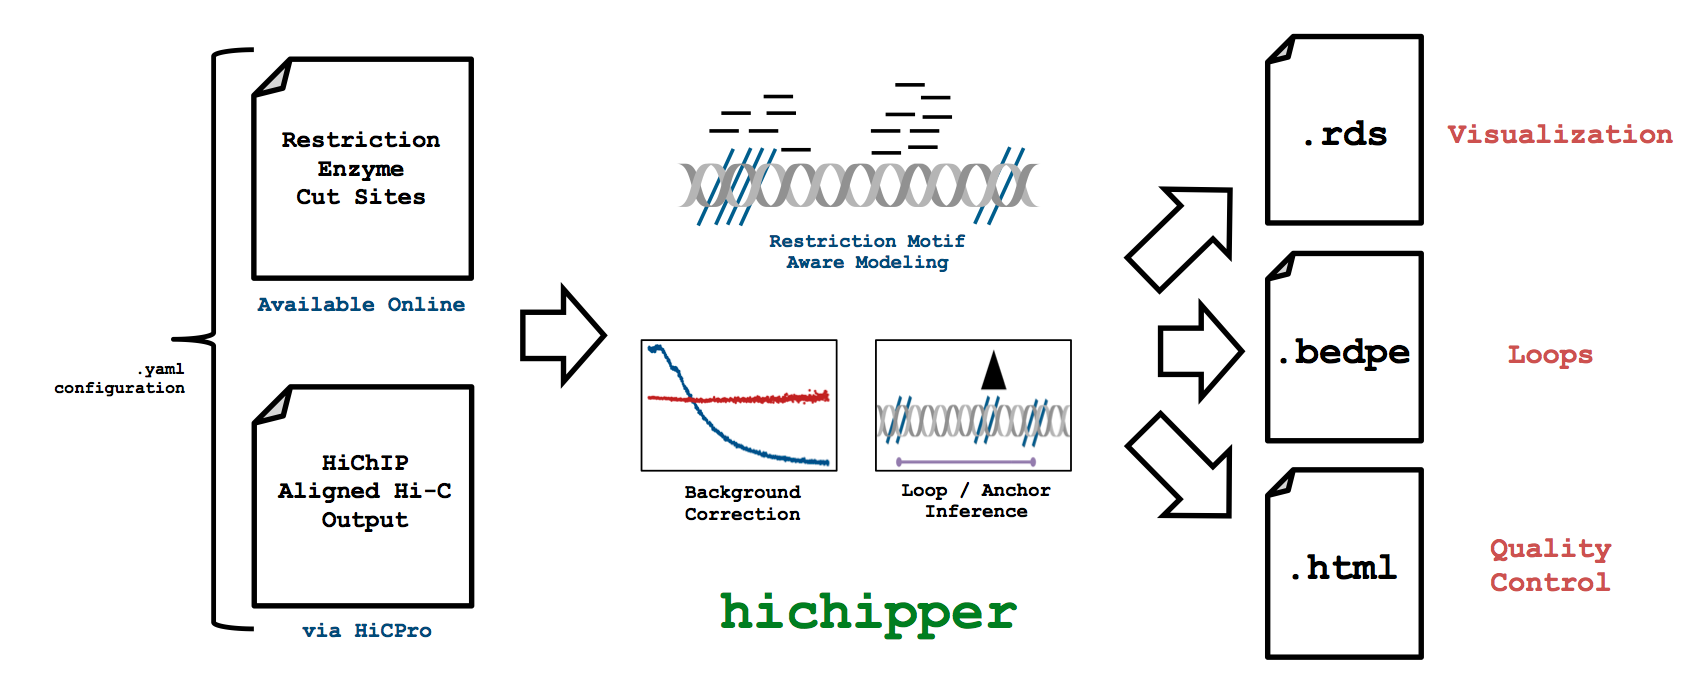 .yaml
configuration
Restriction
Enzyme
Cut Sites
Available Online
HiChIP
Aligned Hi-C
Output
via HiCPro
Restriction Motif
Aware Modeling
Background
Correction
Loop / Anchor
Inference
hichipper
.rds
Visualization
.bedpe
Loops
.html
Quality
Control